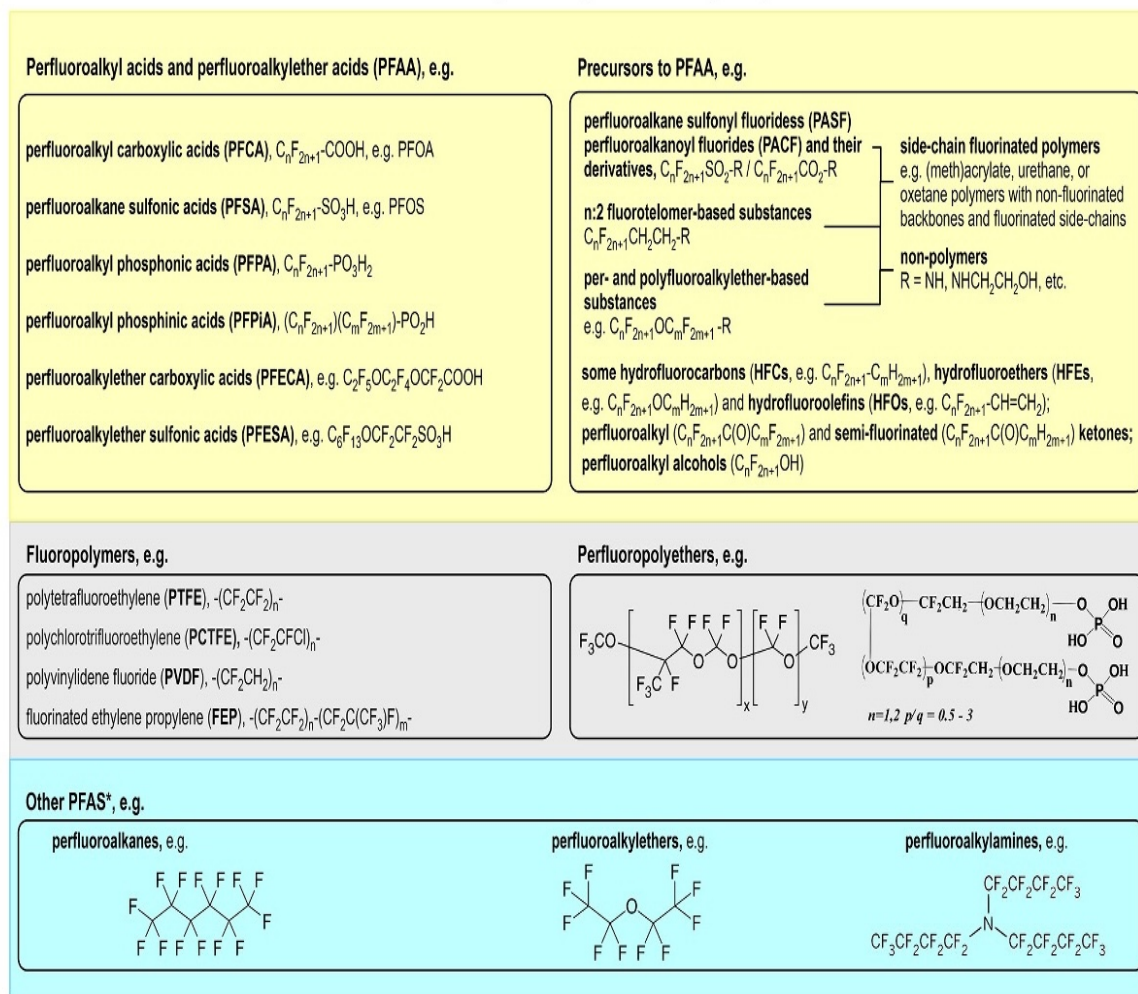 Perfluoroalkyl acids and perfluoroalkylether acids (PFAA), e.g.
perfluoroalkyl carboxylic acids (PFCA), CnF2n+1-COOH, e.g. PFOA
perfluoroalkane sulfonic acids (PFSA), CnF2n+1-SO3H, e.g. PFOS
perfluoroalkyl phosphonic acids (PFPA), CnF2n+1-PO3H2
perfluoroalkyl phosphinic acids (PFPiA), (CnF2n+1)(CmF2m+1)-PO2H
perfluoroalkylether carboxylic acids (PFECA), e.g. C2F5OC2F4OCF2COOH
perfluoroalkylether sulfonic acids (PFESA), e.g. C6F13OCF2CF2SO3H
Precursors to PFAA, e.g.
perfluoroalkane sulfonyl fluoridess (PASF)
perfluoroalkanoyl fluorides (PACF) and their
derivatives, CnF2n+1SO2-R / CnF2n+1CO2-R
n:2 fluorotelomer-based substances
CnF2n+1CH2CH2-R
per- and polyfluoroalkylether-based
substances
e.g. CnF2n+1OCmF2m+1 -R
side-chain fluorinated polymers
e.g. (meth)acrylate, urethane, or
oxetane polymers with non-fluorinated
backbones and fluorinated side-chains
non-polymers
R = NH, NHCH2CH2OH, etc.
some hydrofluorocarbons (HFCs, e.g. CnF2n+1-CmH2m+1), hydrofluoroethers (HFEs,
e.g. CnF2n+1OCmH2m+1) and hydrofluoroolefins (HFOs, e.g. CnF2n+1-CH=CH2);
perfluoroalkyl (CnF2n+1C(O)CmF2m+1) and semi-fluorinated (CnF2n+1C(O)CmH2m+1) ketones;
perfluoroalkyl alcohols (CnF2n+1OH)
Fluoropolymers, e.g.
polytetrafluoroethylene (PTFE), -(CF2CF2)n-
polychlorotrifluoroethylene (PCTFE), -(CF2CFCl)n-
polyvinylidene fluoride (PVDF), -(CF2CH2)n-
fluorinated ethylene propylene (FEP), -(CF2CF2)n-(CF2C(CF3)F)m-
Perfluoropolyethers, e.g.
F F F F F F
F3CO O O O CF3
F3C F x y
(CF2O)q-CF2CH2-(OCH2CH2)n-O OH
P
HO O
(OCF2CF2)p-OCF2CH2-(OCH2CH2)n-O OH
P
HO O
n=1,2 p/q = 0.5 - 3
Other PFAS*, e.g.
perfluoroalkanes, e.g.
F F F F F F
F F
F F F F F F
perfluoroalkylethers, e.g.
F F
F O F
F F
F F F F
perfluoroalkylamines, e.g.
CF2CF2CF2CF3
N
CF3CF2CF2CF2 CF2CF2CF2CF3